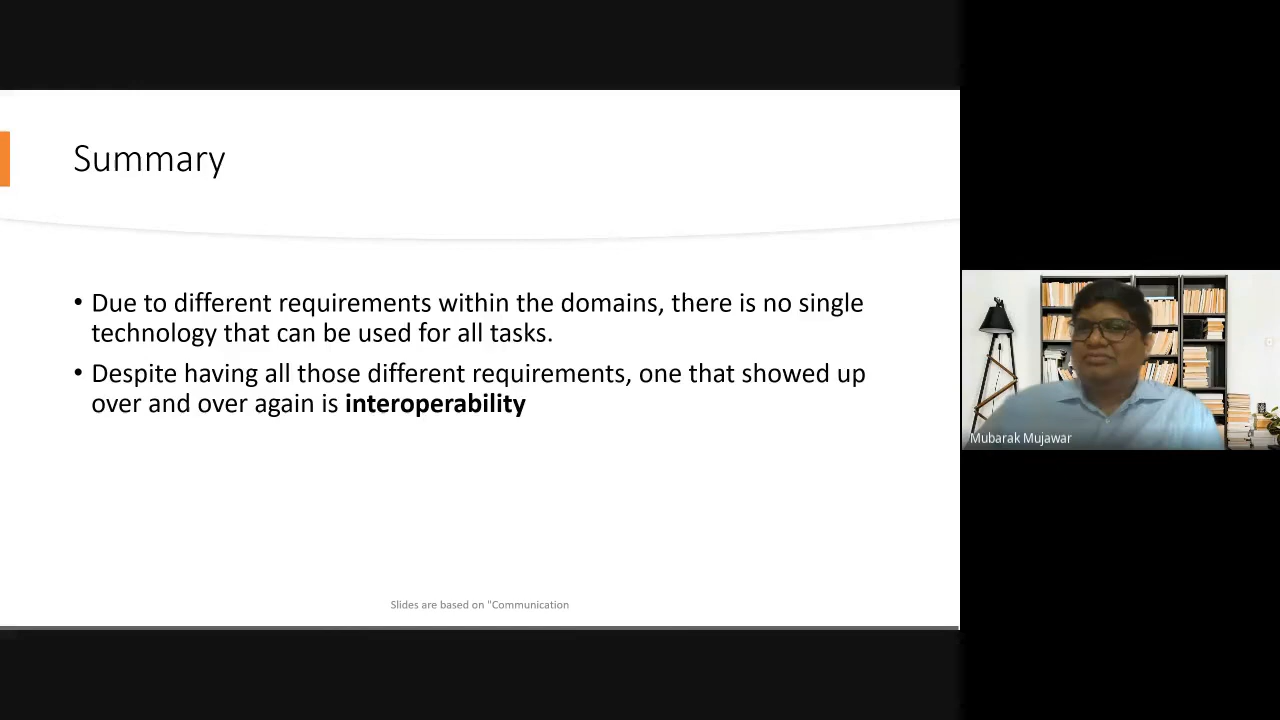 Summary
• Due to different requirements within the domains, there is no single
technology that can be used for all tasks.
• Despite having all those different requirements, one that showed up
over and over again is interoperability
Slides are based on "Communication
Mubarak Mujawar